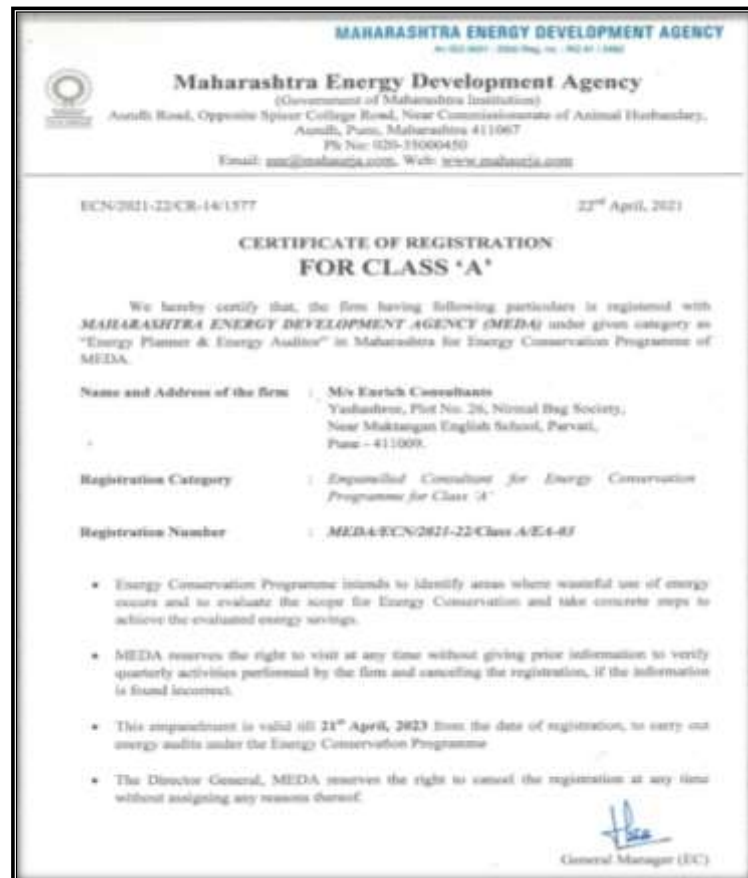 MAHARASHTRA ENERGY DEVELOPMENT AGENCY
Maharashtra Energy Development Agency
(Government of Maharashtra Institution)
Aundh Road, Opposite Spicer College Road, Near Commissionerate of Animal Husbandary,
Aundh, Pune, Maharashtra 411067
Ph No: 020-35000450
Email: @mahaurja.com, Web: www.mahaurja.com
ECN/2021-22/CR-14/1577
22nd April, 2021
CERTIFICATE OF REGISTRATION
FOR CLASS ‘A’
We hereby certify that, the firm having following particulars is registered with
MAHARASHTRA ENERGY DEVELOPMENT AGENCY (MEDA) under given category as
“Energy Planner & Energy Auditor” in Maharashtra for Energy Conservation Programme of
MEDA.
Name and Address of the firm : M/s Enrich Consultants
Yashashree, Plot No. 26, Nirmal Bag Society,
Near Muktangan English School, Parvati,
Pune - 411009.
Registration Category : Empanelled Consultant for Energy Conservation
Programme for Class ‘A’
Registration Number : MEDA/ECN/2021-22/Class A/EA-03
• Energy Conservation Programme intends to identify areas where wasteful use of energy
occurs and to evaluate the scope for Energy Conservation and take concrete steps to
achieve the evaluated energy savings.
• MEDA reserves the right to visit at any time without giving prior information to verify
quarterly activities performed by the firm and canceling the registration, if the information
is found incorrect.
• This empanelment is valid till 21st April, 2023 from the date of registration, to carry out
energy audits under the Energy Conservation Programme
• The Director General, MEDA reserves the right to cancel the registration at any time
without assigning any reasons thereof.
General Manager (EC)